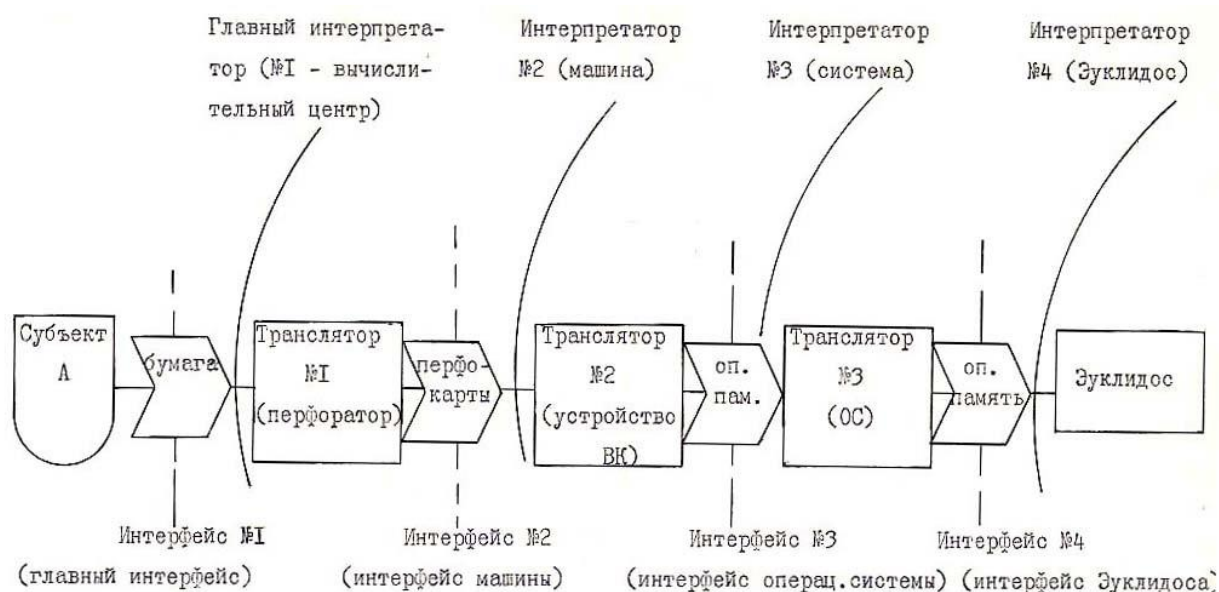 Главный интерпрета-
тор (№I - вычисли-
тельный центр)
Интерпретатор
№2 (машина)
Интерпретатор
№3 (система)
Интерпретатор
№4 (Эуклидос)
Субъект
А
бумага
Транслятор
№I
(перфоратор)
перфо-
карты
Транслятор
№2
(устройство
ВК)
оп.
пам.
Транслятор
№3
(ОС)
оп.
память
Эуклидос
Интерфейс №I
(главный интерфейс)
Интерфейс №2
(интерфейс машины)
Интерфейс №3
(интерфейс операц.системы)
Интерфейс №4
(интерфейс Эуклидоса)